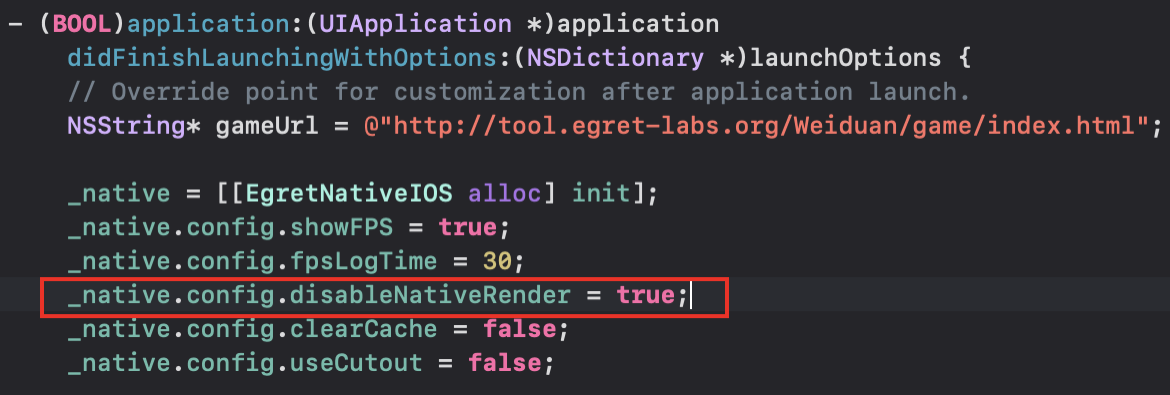 - (BOOL)application:(UIApplication *)application
didFinishLaunchingWithOptions:(NSDictionary *)launchOptions {
// Override point for customization after application launch.
NSString* gameUrl = @"http://tool.egret-labs.org/Weiduan/game/index.html";
_native = [[EgretNativeIOS alloc] init];
_native.config.showFPS = true;
_native.config.fpsLogTime = 30;
_native.config.disableNativeRender = true;
_native.config.clearCache = false;
_native.config.useCutout = false;